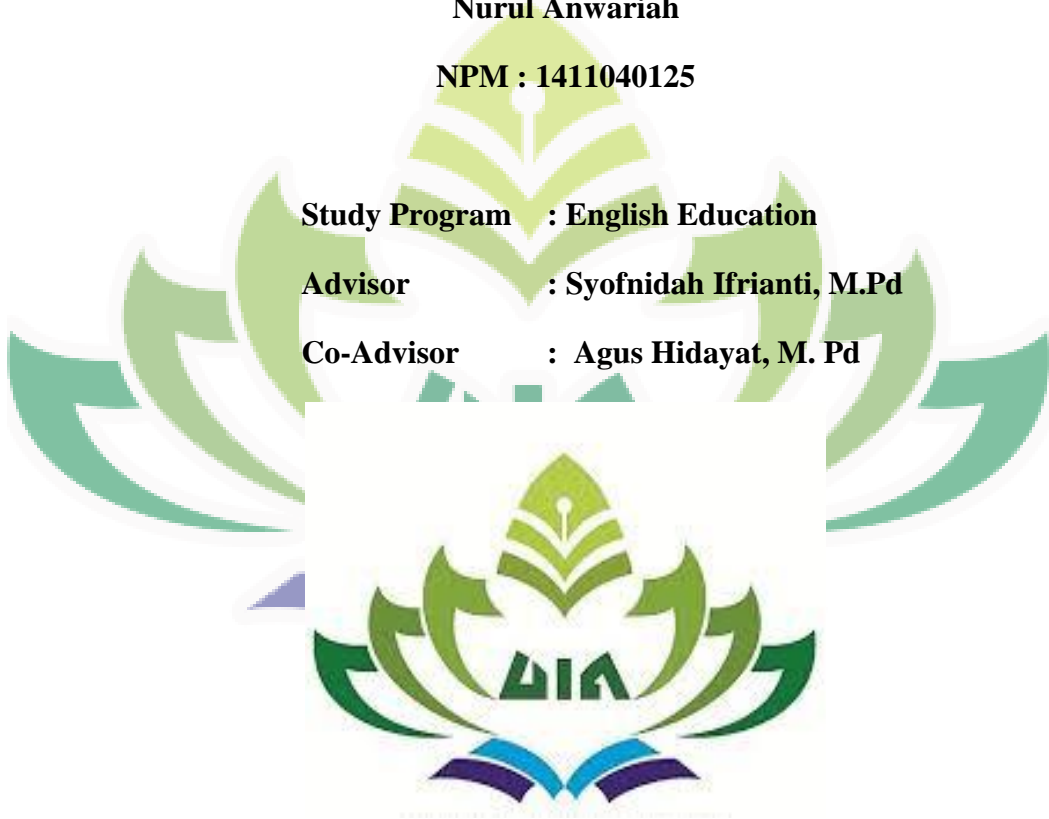 Nurul Anwariah
NPM : 1411040125
Study Program : English Education
Advisor : Syofnidah Ifrianti, M.Pd
Co-Advisor : Agus Hidayat, M. Pd
UIN